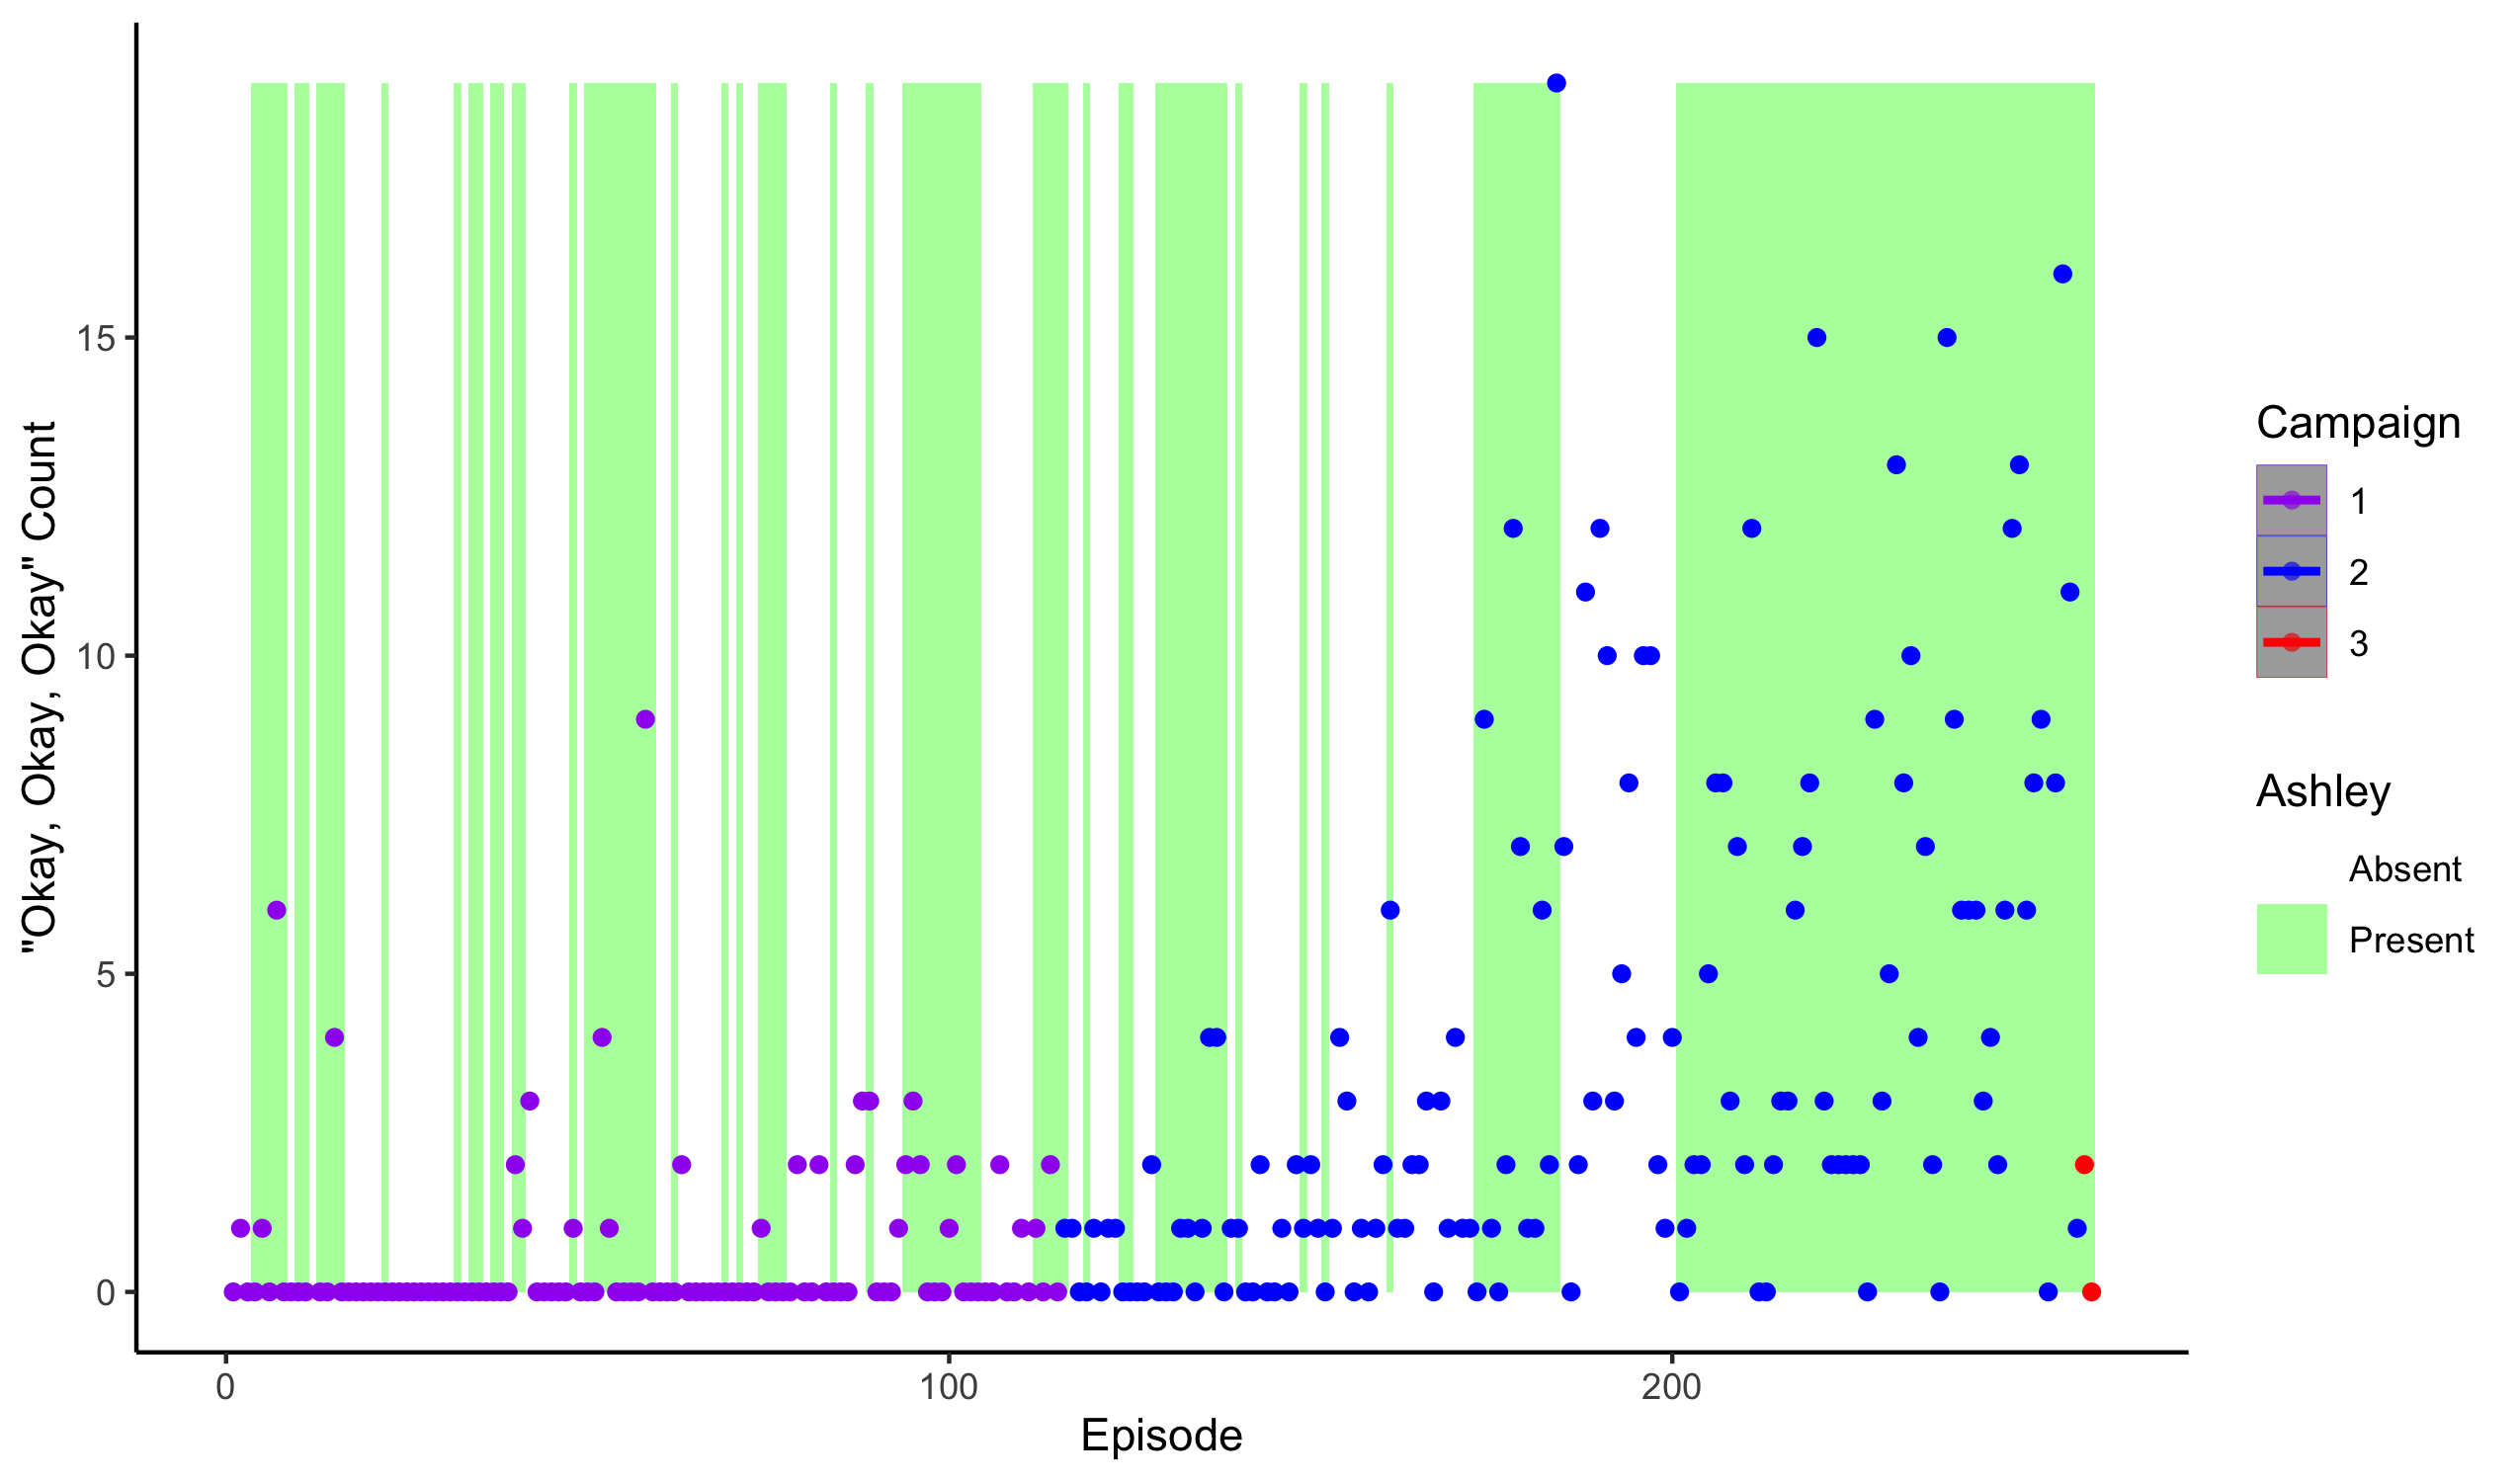 "Okay, Okay, Okay" Count
15
10
5
0
0
100
200
Episode
Campaign
1
2
3
Ashley
Absent
Present